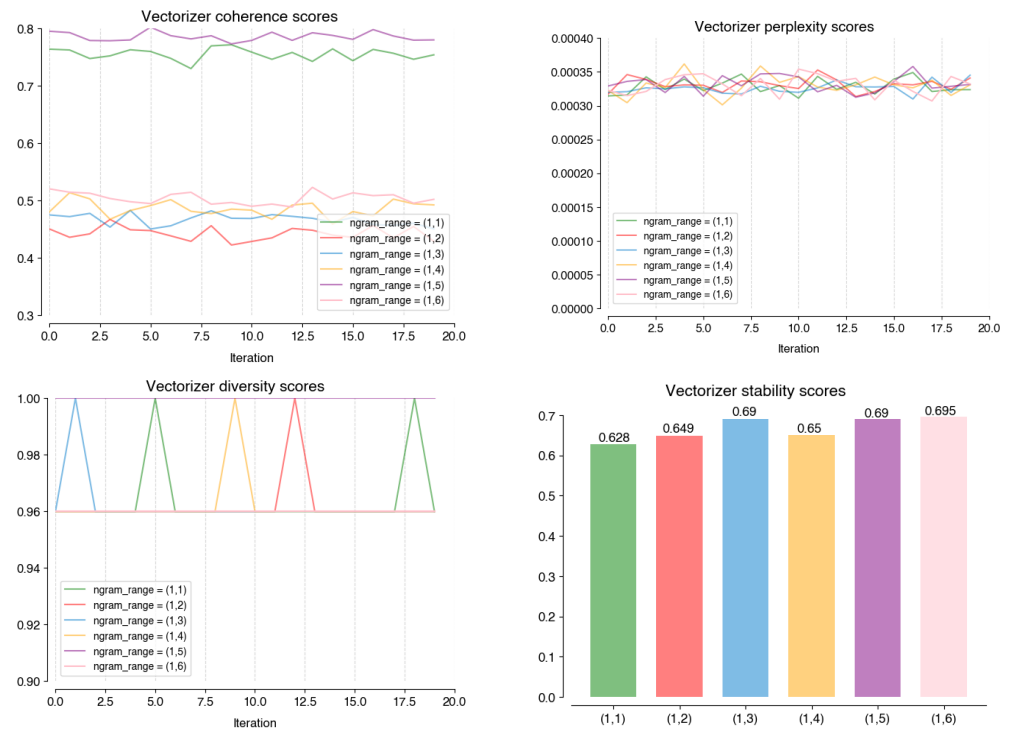 Vectorizer coherence scores
0.8
0.7
0.6
0.5
0.4
0.3
ngram_range = (1,1)
ngram_range = (1,2)
ngram_range = (1,3)
ngram_range = (1,4)
ngram_range = (1,5)
ngram_range = (1,6)
0.0 2.5 5.0 7.5 10.0 12.5 15.0 17.5 20.0
Iteration
Vectorizer perplexity scores
0.00040
0.00035
0.00030
0.00025
0.00020
0.00015
0.00010
0.00005
0.00000
ngram_range = (1,1)
ngram_range = (1,2)
ngram_range = (1,3)
ngram_range = (1,4)
ngram_range = (1,5)
ngram_range = (1,6)
0.0 2.5 5.0 7.5 10.0 12.5 15.0 17.5 20.0
Iteration
Vectorizer diversity scores
1.00
0.98
0.96
0.94
0.92
0.90
ngram_range = (1,1)
ngram_range = (1,2)
ngram_range = (1,3)
ngram_range = (1,4)
ngram_range = (1,5)
ngram_range = (1,6)
0.0 2.5 5.0 7.5 10.0 12.5 15.0 17.5 20.0
Iteration
Vectorizer stability scores
0.7
0.6
0.5
0.4
0.3
0.2
0.1
0.0
0.628 0.649 0.69 0.65 0.69 0.695
(1,1) (1,2) (1,3) (1,4) (1,5) (1,6)